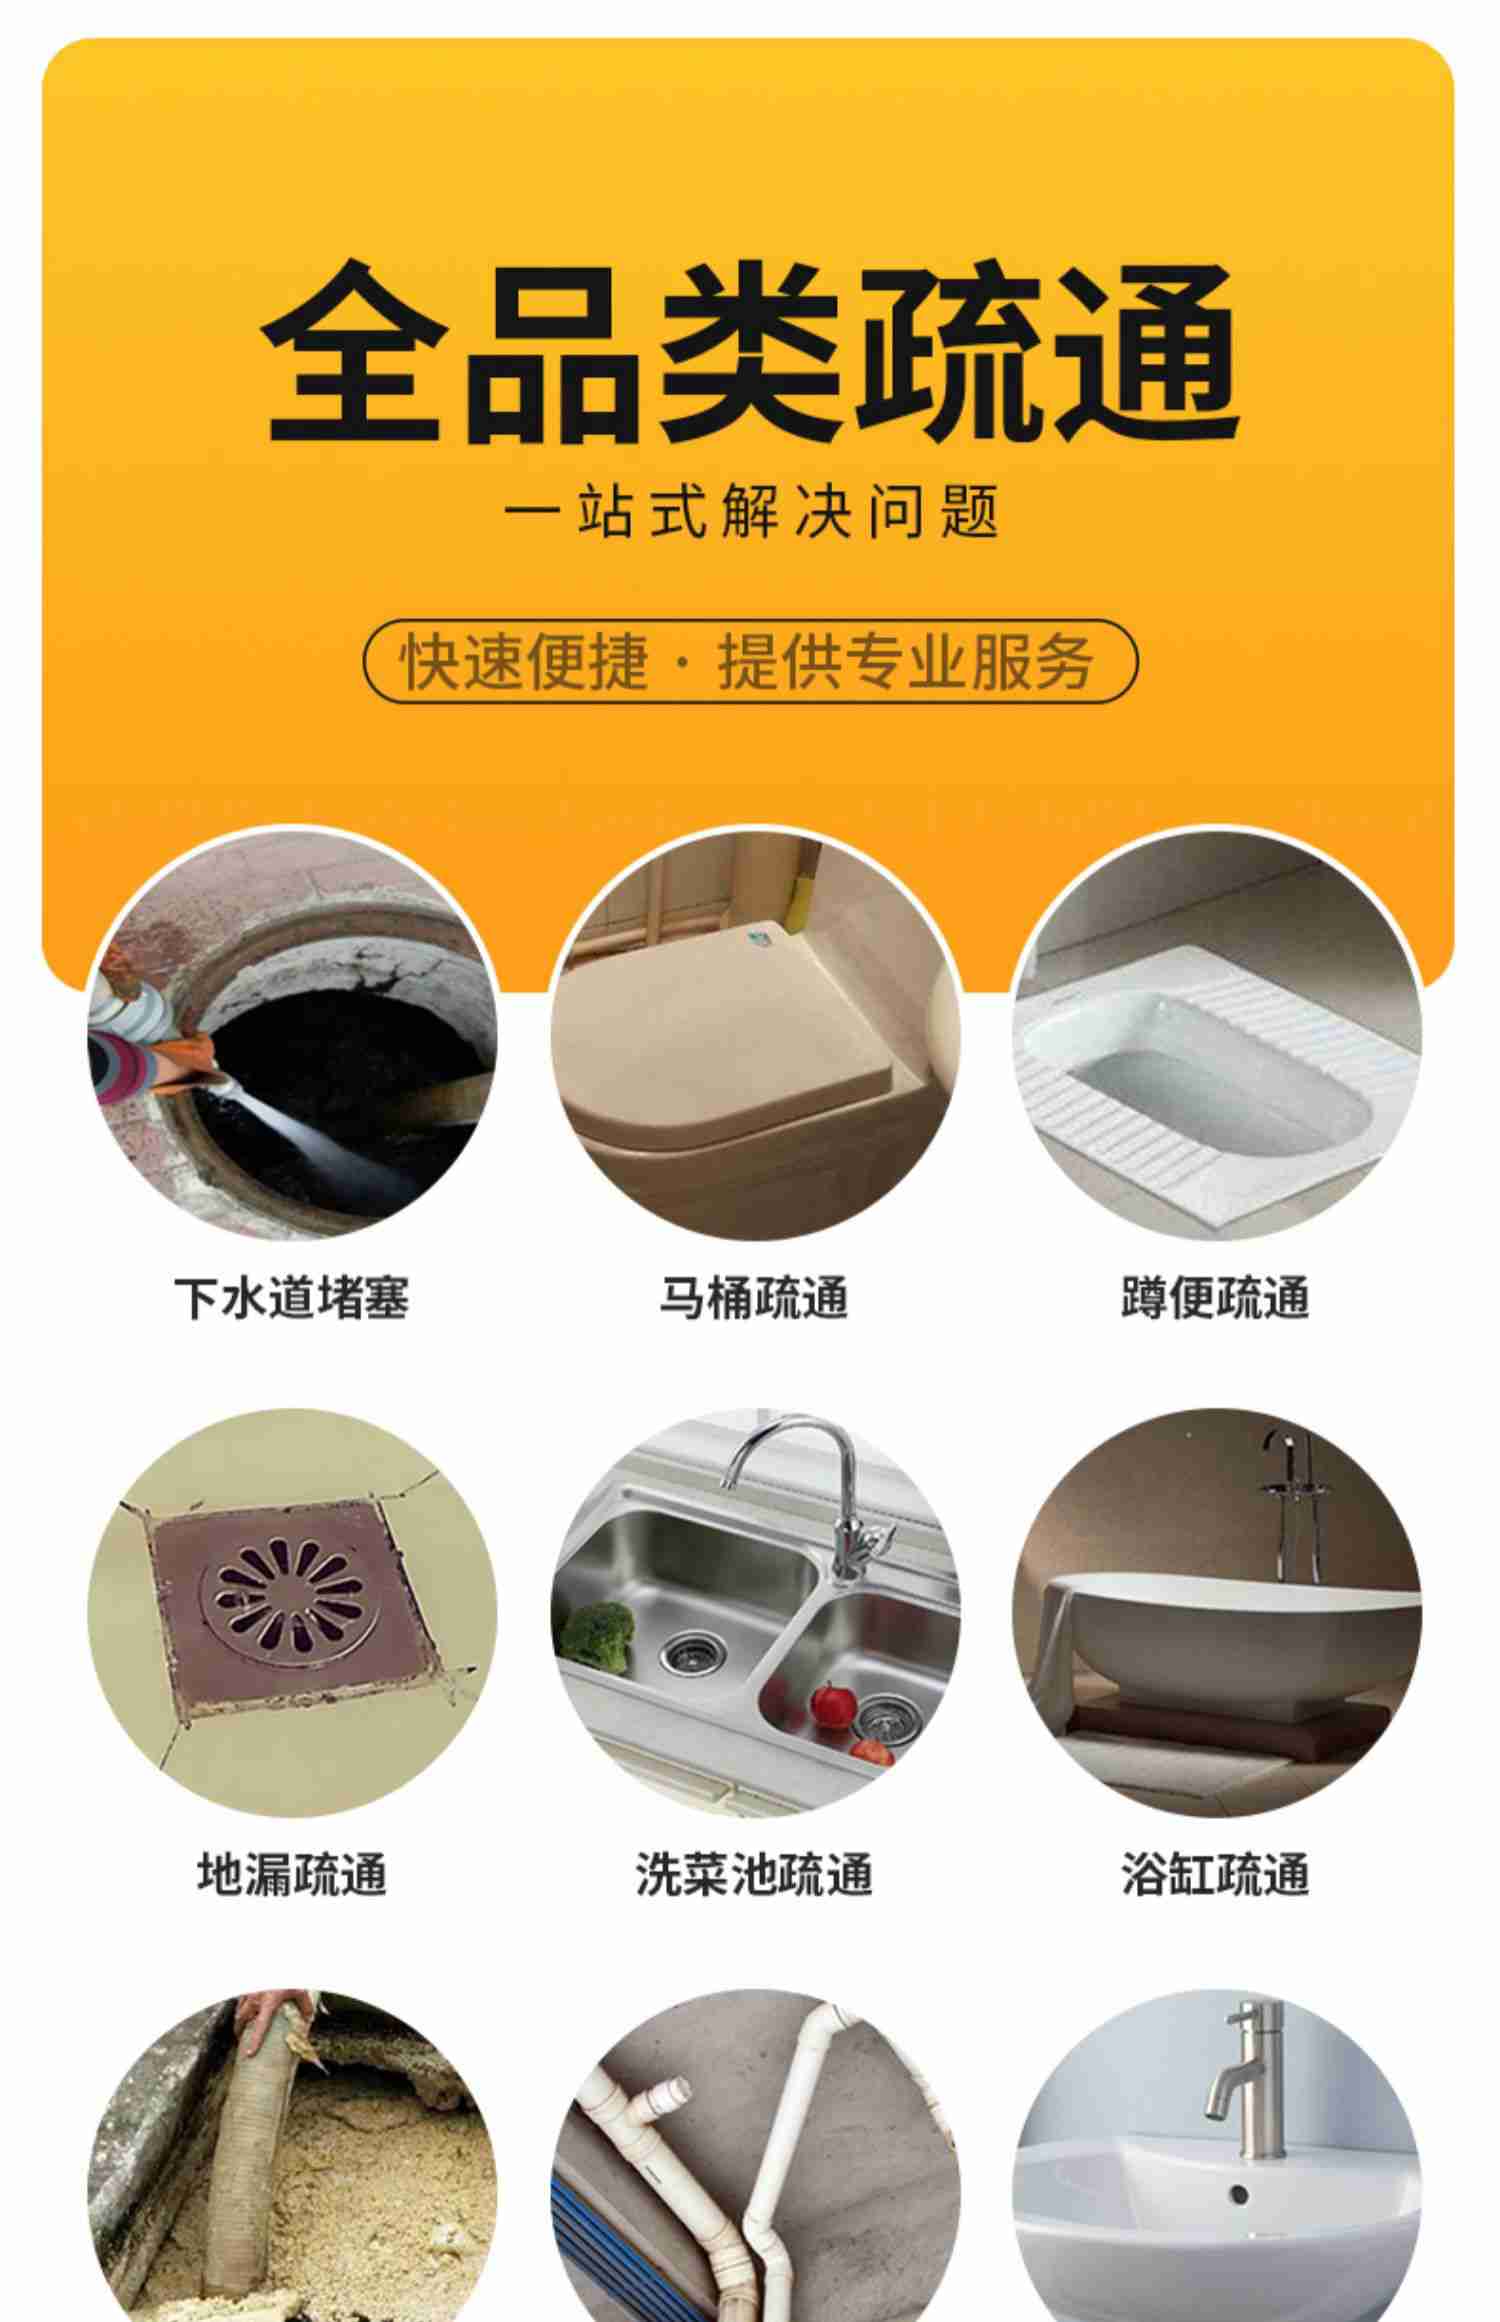 全品类疏通
一站式解决问题
快速便捷·提供专业服务
下水道堵塞
马桶疏通
蹲便疏通
地漏疏通
洗菜池疏通
浴缸疏通